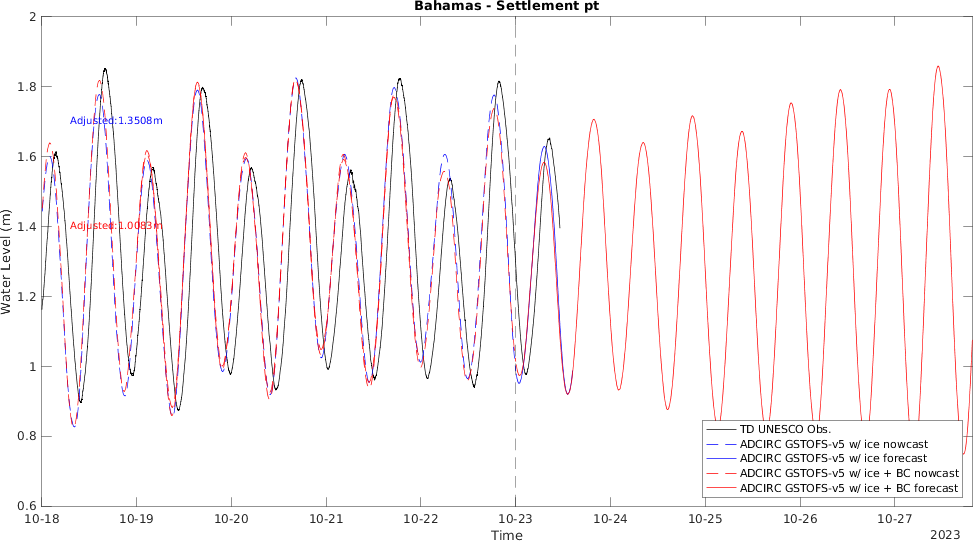 Bahamas - Settlement pt
2
1.8
1.6
1.4
1.2
1
0.8
0.6
Water Level (m)
Adjusted:1.3508m
Adjusted:1.0083m
TD UNESCO Obs.
ADCIRC GSTOFS-v5 w/ ice nowcast
ADCIRC GSTOFS-v5 w/ ice forecast
ADCIRC GSTOFS-v5 w/ ice + BC nowcast
ADCIRC GSTOFS-v5 w/ ice + BC forecast
10-18 10-19 10-20 10-21 10-22 10-23 10-24 10-25 10-26 10-27
Time
2023